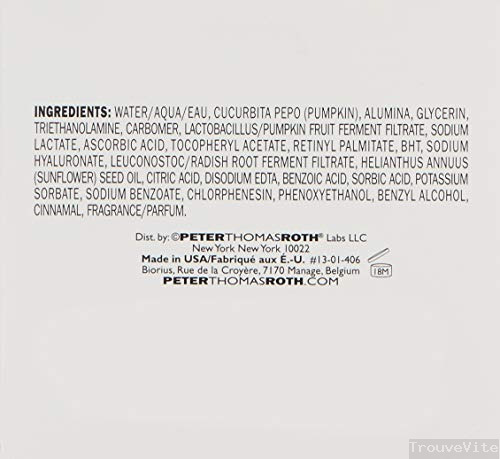 INGREDIENTS: WATER/AQUA/EAU, CUCURBITA PEPO (PUMPKIN), ALUMINA, GLYCERIN,
TRIETHANOLAMINE, CARBOMER, LACTOBACILLUS/PUMPKIN FRUIT FERMENT FILTRATE, SODIUM
LACTATE, ASCORBIC ACID, TOCOPHERYL ACETATE, RETINYL PALMITATE, BHT, SODIUM
HYALURONATE, LEUCONOSTOC/RADISH ROOT FERMENT FILTRATE, HELIANTHUS ANNUUS
(SUNFLOWER) SEED OIL, CITRIC ACID, DISODIUM EDTA, BENZOIC ACID, SORBIC ACID, POTASSIUM
SORBATE, SODIUM BENZOATE, CHLORPHENESIN, PHENOXYETHANOL, BENZYL ALCOHOL,
CINNAMAL, FRAGRANCE/PARFUM.
Dist. by: ©PETERTHOMASROTH® Labs LLC
New York New York 10022
Made in USA/Fabriqué aux É.-U. #13-01-406
Biorius, Rue de la Croyère, 7170 Manage, Belgium
18M
PETERTHOMASROTH.COM
TrouveVite